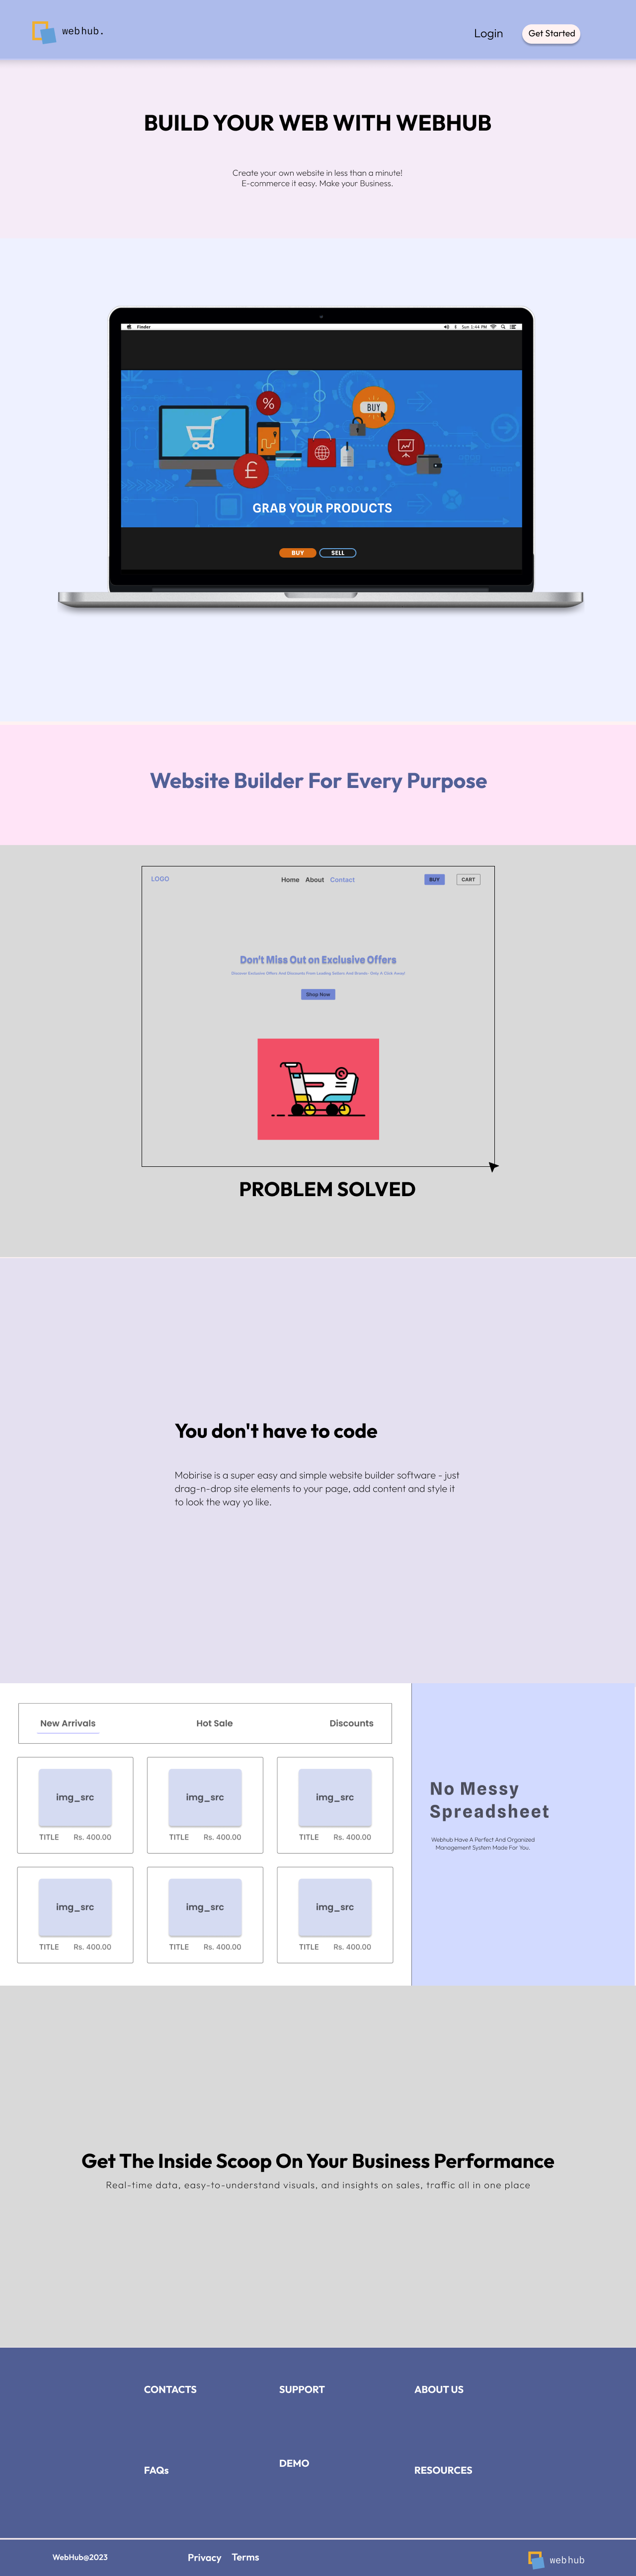 webhub.
Login
Get Started
BUILD YOUR WEB WITH WEBHUB
Create your own website in less than a minute!
E-commerce it easy. Make your Business.
Finder
Sun 1:44 PM
%
BUY
£
GRAB YOUR PRODUCTS
BUY
SELL
Website Builder For Every Purpose
LOGO
Home About Contact
BUY
CART
Don't Miss Out on Exclusive Offers
Discover Exclusive Offers And Discounts From Leading Sellers And Brands - Only A Click Away!
Shop Now
PROBLEM SOLVED
You don't have to code
Mobirise is a super easy and simple website builder software - just
drag-n-drop site elements to your page, add content and style it
to look the way yo like.
New Arrivals
Hot Sale
Discounts
img_src
img_src
img_src
TITLE Rs. 400.00
TITLE Rs. 400.00
TITLE Rs. 400.00
img_src
img_src
img_src
TITLE Rs. 400.00
TITLE Rs. 400.00
TITLE Rs. 400.00
No Messy
Spreadsheet
Webhub Have A Perfect And Organized
Management System Made For You.
Get The Inside Scoop On Your Business Performance
Real-time data, easy-to-understand visuals, and insights on sales, traffic all in one place
CONTACTS
SUPPORT
ABOUT US
FAQs
DEMO
RESOURCES
WebHub@2023
Privacy
Terms
webhub